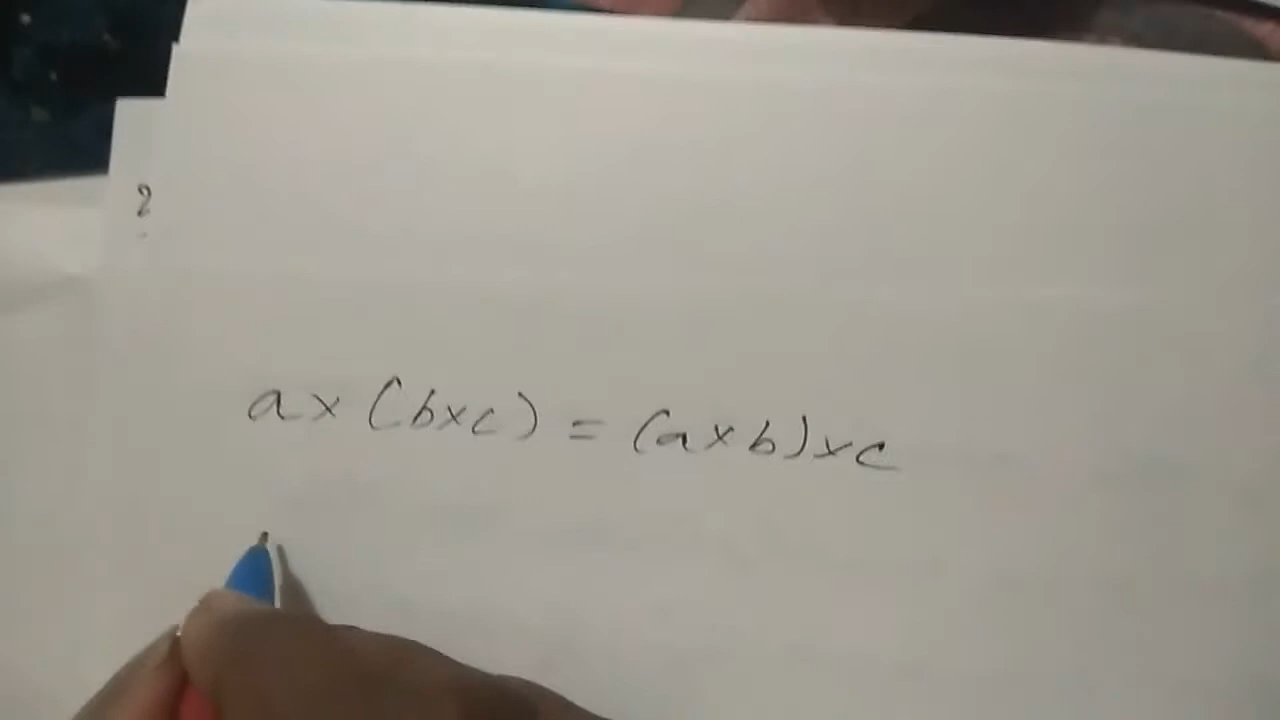 2
a × (b × c) = (a × b) × c